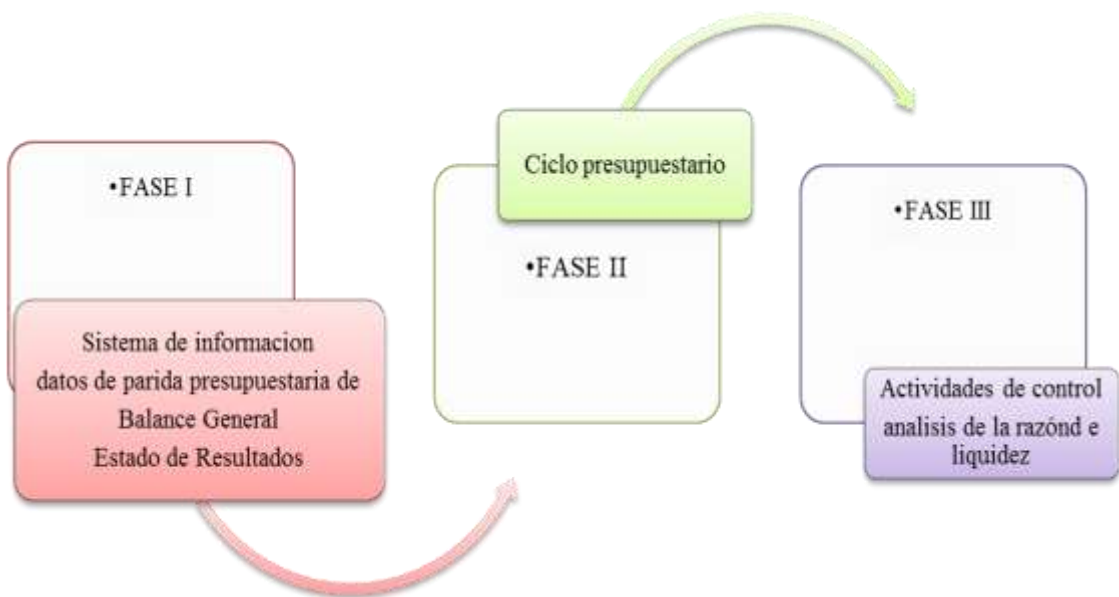 •FASE I
Sistema de informacion
datos de parida presupuestaria de
Balance General
Estado de Resultados
Ciclo presupuestario
•FASE II
•FASE III
Actividades de control
analisis de la razónd e
liquidez